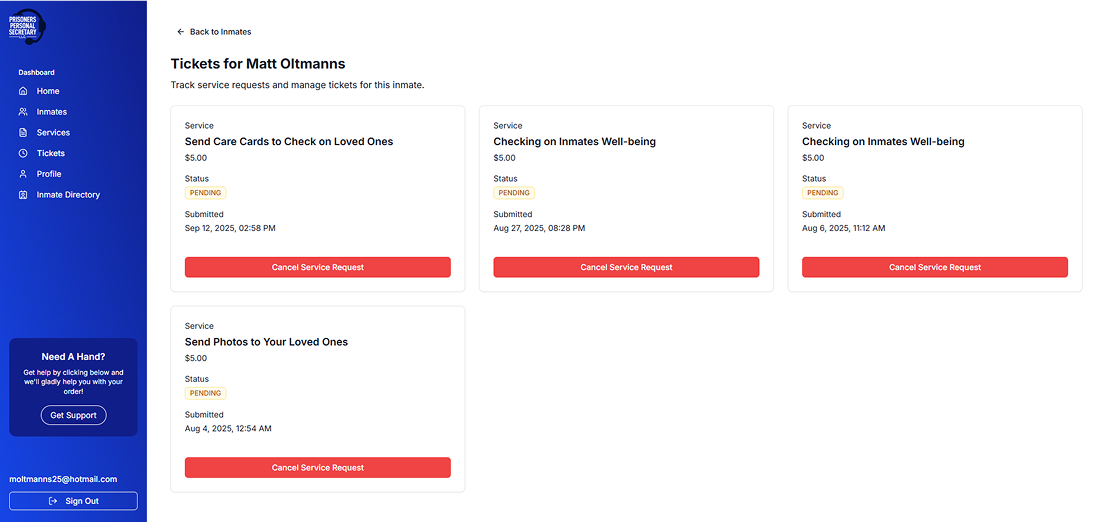 PRISONERS
PERSONAL
SECRETARY
Dashboard
Home
Inmates
Services
Tickets
Profile
Inmate Directory
Need A Hand?
Get help by clicking below and
we'll gladly help you with your
order!
Get Support
moltmanns25@hotmail.com
Sign Out
Back to Inmates
Tickets for Matt Oltmanns
Track service requests and manage tickets for this inmate.
Service
Send Care Cards to Check on Loved Ones
$5.00
Status
PENDING
Submitted
Sep 12, 2025, 02:58 PM
Cancel Service Request
Service
Checking on Inmates Well-being
$5.00
Status
PENDING
Submitted
Aug 27, 2025, 08:28 PM
Cancel Service Request
Service
Checking on Inmates Well-being
$5.00
Status
PENDING
Submitted
Aug 6, 2025, 11:12 AM
Cancel Service Request
Service
Send Photos to Your Loved Ones
$5.00
Status
PENDING
Submitted
Aug 4, 2025, 12:54 AM
Cancel Service Request